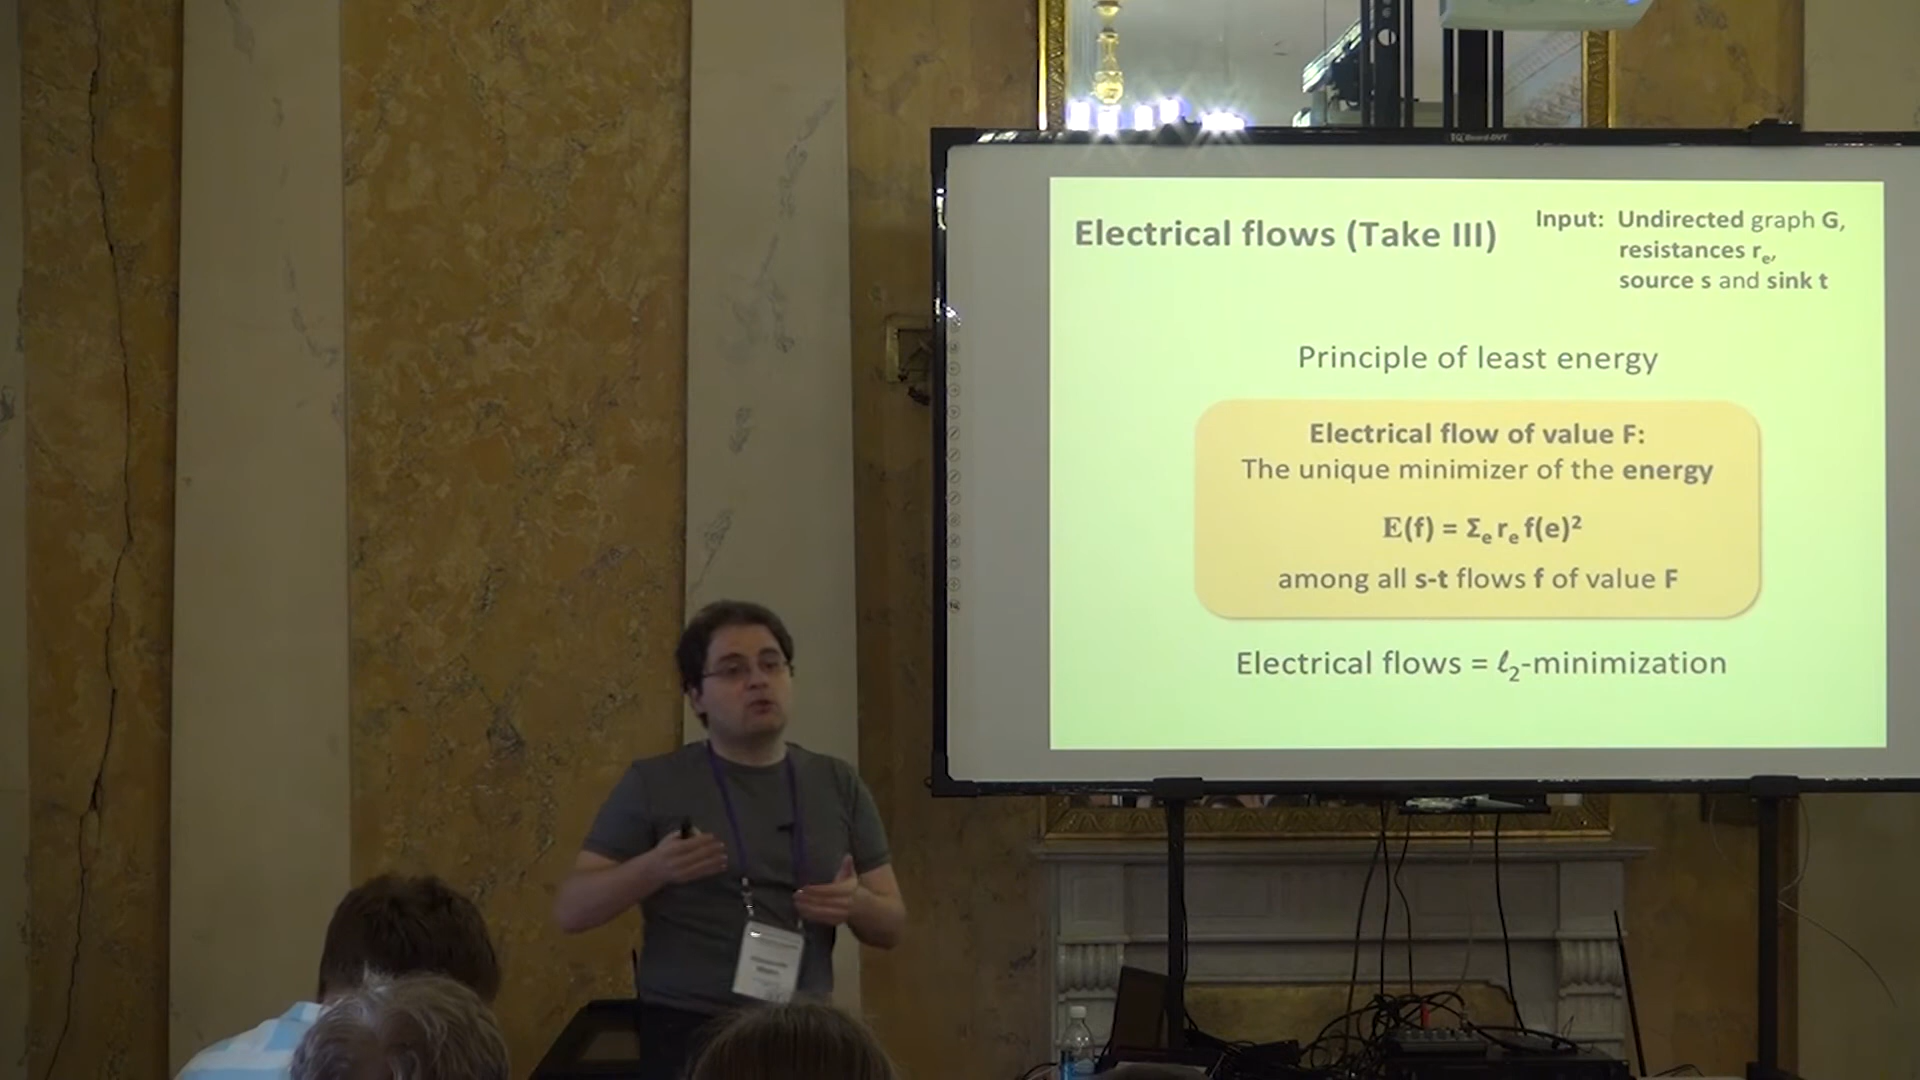 Electrical flows (Take III)
Input: Undirected graph G,
resistances rₑ,
source s and sink t
Principle of least energy
Electrical flow of value F:
The unique minimizer of the energy
E(f) = Σₑ rₑ f(e)²
among all s-t flows f of value F
Electrical flows = ℓ₂-minimization